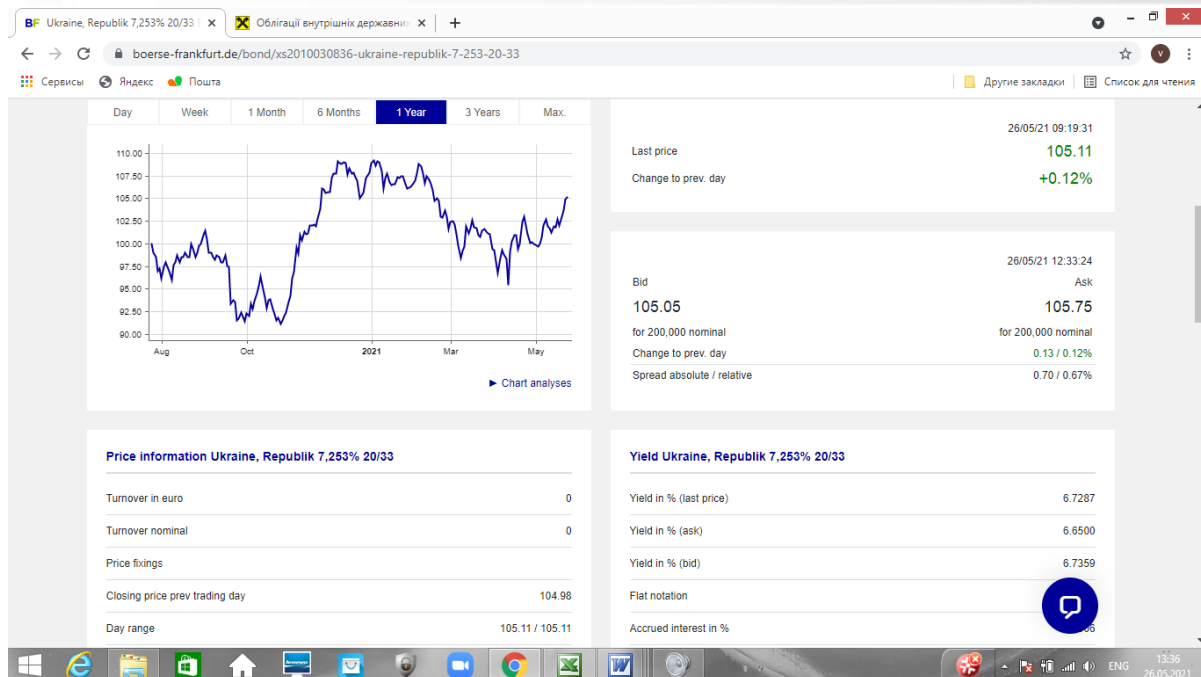 BF Ukraine, Republik 7,253% 20/33
Облігації внутрішніх державних
boerse-frankfurt.de/bond/xs2010030836-ukraine-republik-7-253-20-33
V
Сервисы Яндекс Пошта Другие закладки Список для чтения
Day Week 1 Month 6 Months 1 Year 3 Years Max.
110.00
107.50
105.00
102.50
100.00
97.50
95.00
92.50
90.00
Aug Oct 2021 Mar May
Chart analyses
26/05/21 09:19:31
Last price 105.11
Change to prev. day +0.12%
26/05/21 12:33:24
Bid Ask
105.05 105.75
for 200,000 nominal for 200,000 nominal
Change to prev. day 0.13 / 0.12%
Spread absolute / relative 0.70 / 0.67%
Price information Ukraine, Republik 7,253% 20/33
Turnover in euro 0
Turnover nominal 0
Price fixings
Closing price prev trading day 104.98
Day range 105.11 / 105.11
Yield Ukraine, Republik 7,253% 20/33
Yield in % (last price) 6.7287
Yield in % (ask) 6.6500
Yield in % (bid) 6.7359
Flat notation
Accrued interest in %
ENG
13:36
26.05.2021